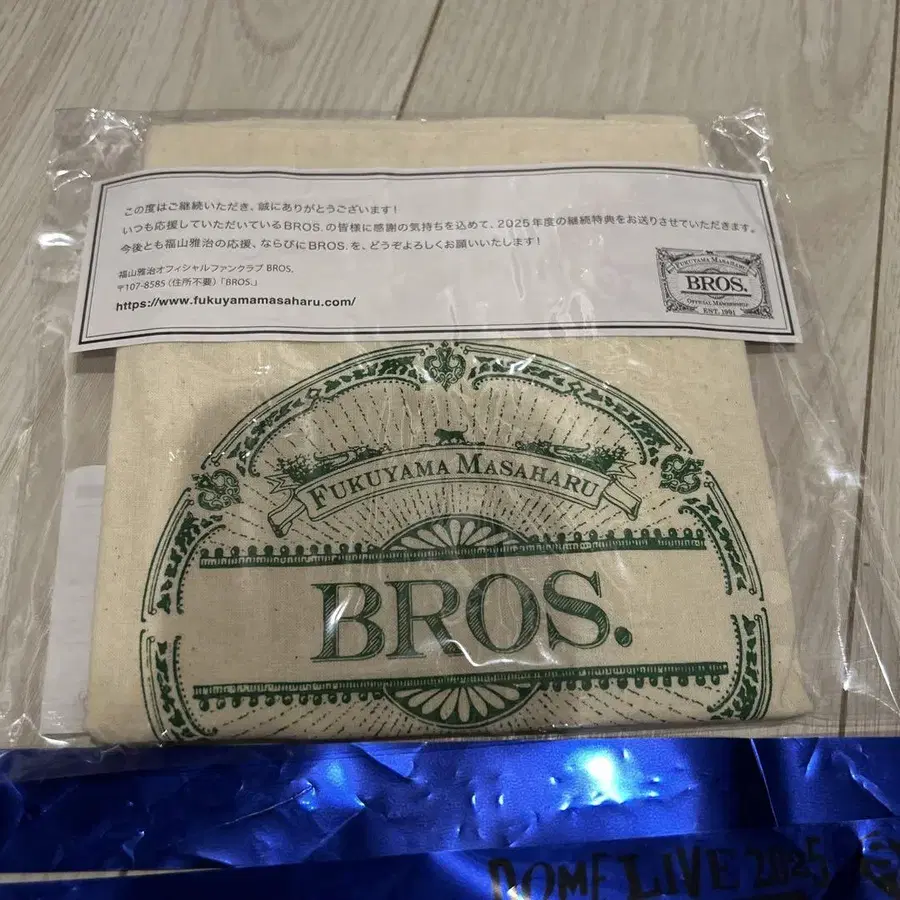 この度はご継続いただき、誠にありがとうございます!
いつも応援していただいているBROS.の皆様に感謝の気持ちを込めて、2025年度の継続特典をお送りさせていただきます。
今後とも福山雅治の応援、ならびにBROS.を、どうぞよろしくお願いいたします!
福山雅治オフィシャルファンクラブ BROS.
〒107-8585(住所不要)「BROS.」
https://www.fukuyamamasaharu.com/
FUKUYAMA MASAHARU
BROS.
OFFICIAL MEMBERSHIP
EST. 1991
FUKUYAMA MASAHARU
BROS.
DOME LIVE 2025